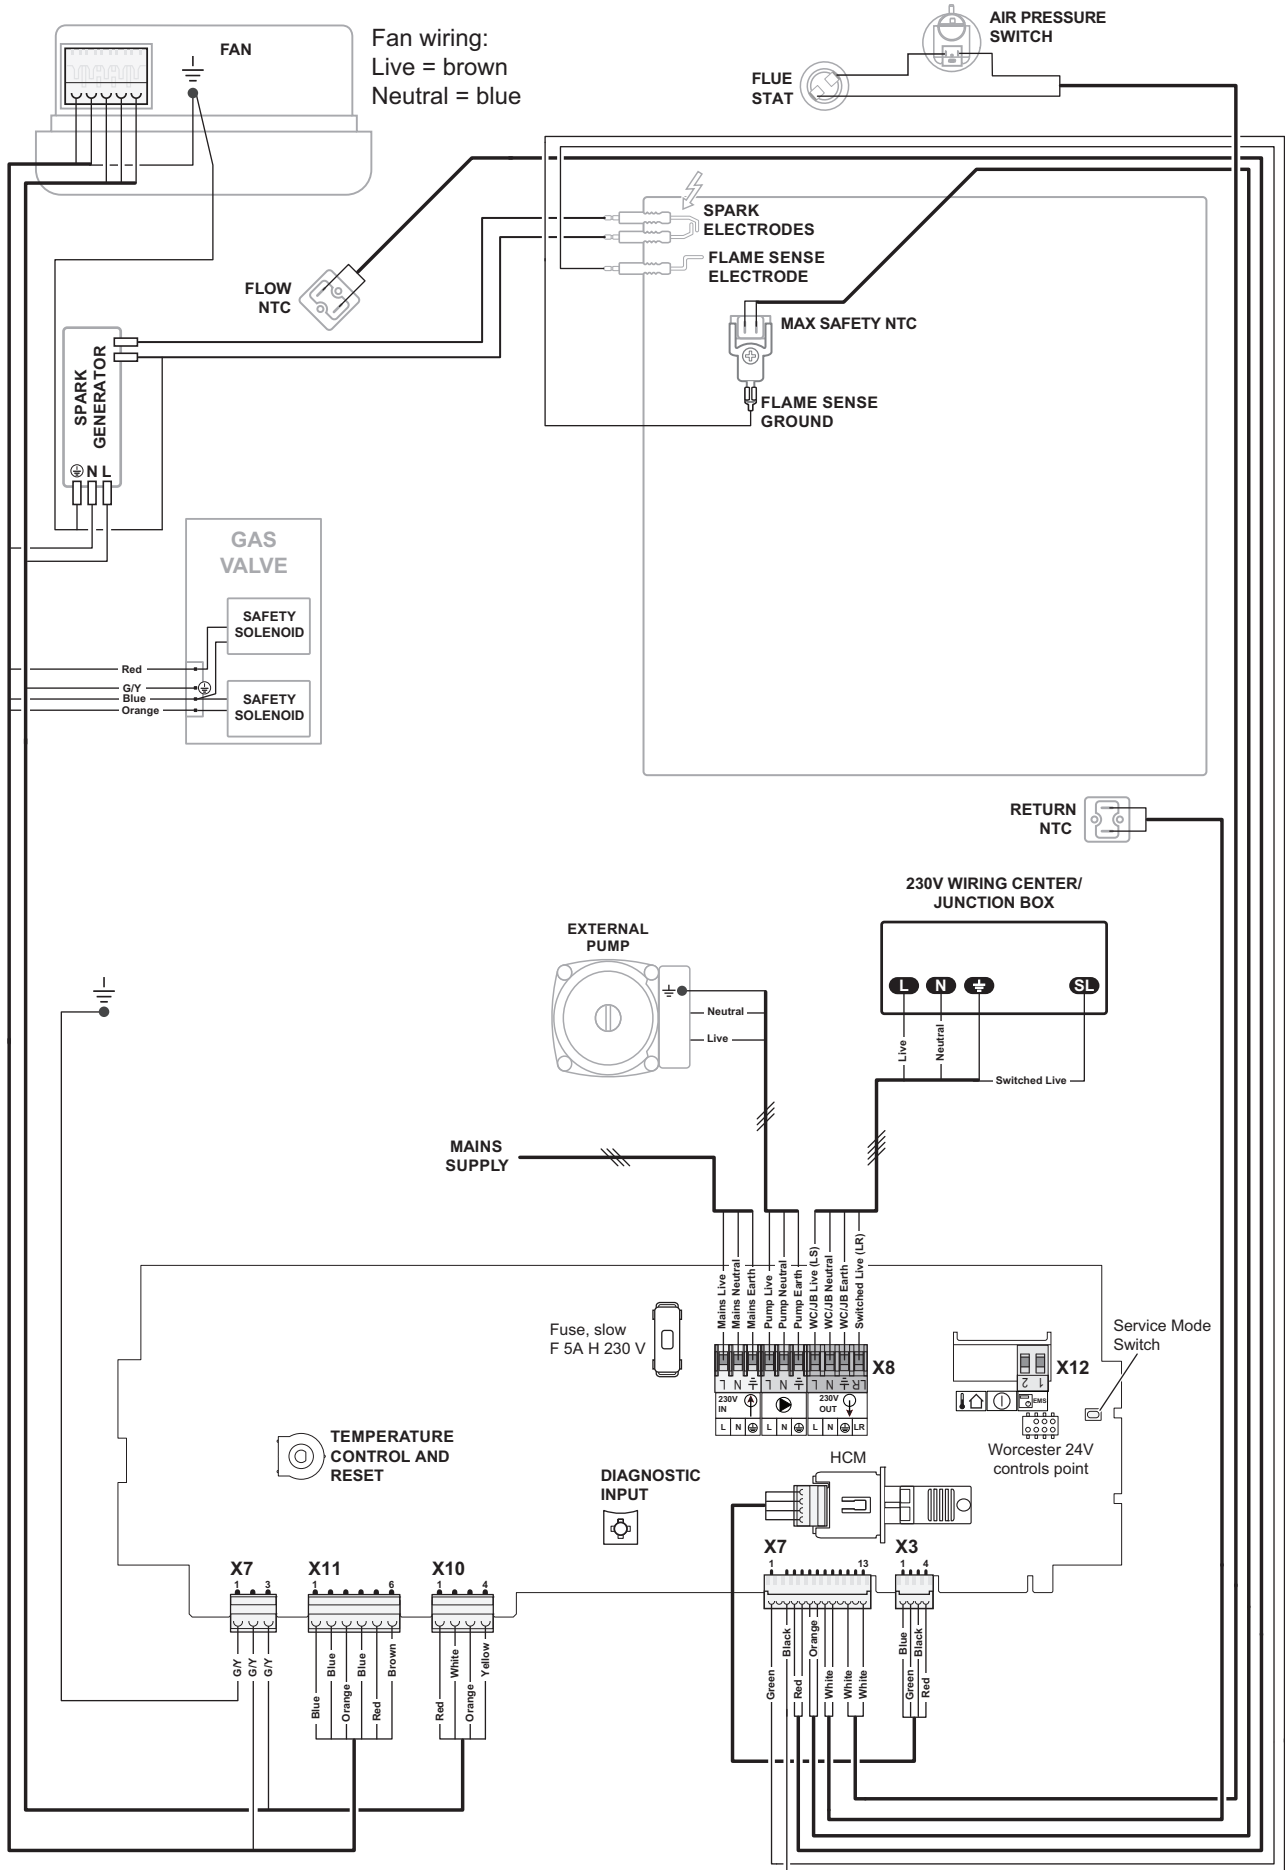 FAN
Fan wiring:
Live = brown
Neutral = blue
AIR PRESSURE
SWITCH
FLUE
STAT
SPARK
ELECTRODES
FLAME SENSE
ELECTRODE
FLOW
NTC
MAX SAFETY NTC
SPARK
GENERATOR
N L
FLAME SENSE
GROUND
GAS
VALVE
SAFETY
SOLENOID
Red
G/Y
Blue
Orange
SAFETY
SOLENOID
RETURN
NTC
230V WIRING CENTER/
JUNCTION BOX
L N SL
Live
Neutral
Switched Live
EXTERNAL
PUMP
Neutral
Live
MAINS
SUPPLY
Mains Live
Mains Neutral
Mains Earth
Pump Live
Pump Neutral
Pump Earth
WC/JB Live (LS)
WC/JB Neutral
WC/JB Earth
Switched Live (LR)
Fuse, slow
F 5A H 230 V
X8
L N L N L N LR
230V
IN
230V
OUT
L N L N L N LR
Service Mode
Switch
X12
2 1
EMS
Worcester 24V
controls point
TEMPERATURE
CONTROL AND
RESET
DIAGNOSTIC
INPUT
HCM
X7
1 3
G/Y
G/Y
G/Y
X11
1 6
Blue
Blue
Orange
Blue
Red
Brown
X10
1 4
Red
White
Orange
Yellow
X7
1 13
Green
Black
Red
Orange
White
White
White
X3
1 4
Blue
Green
Black
Red